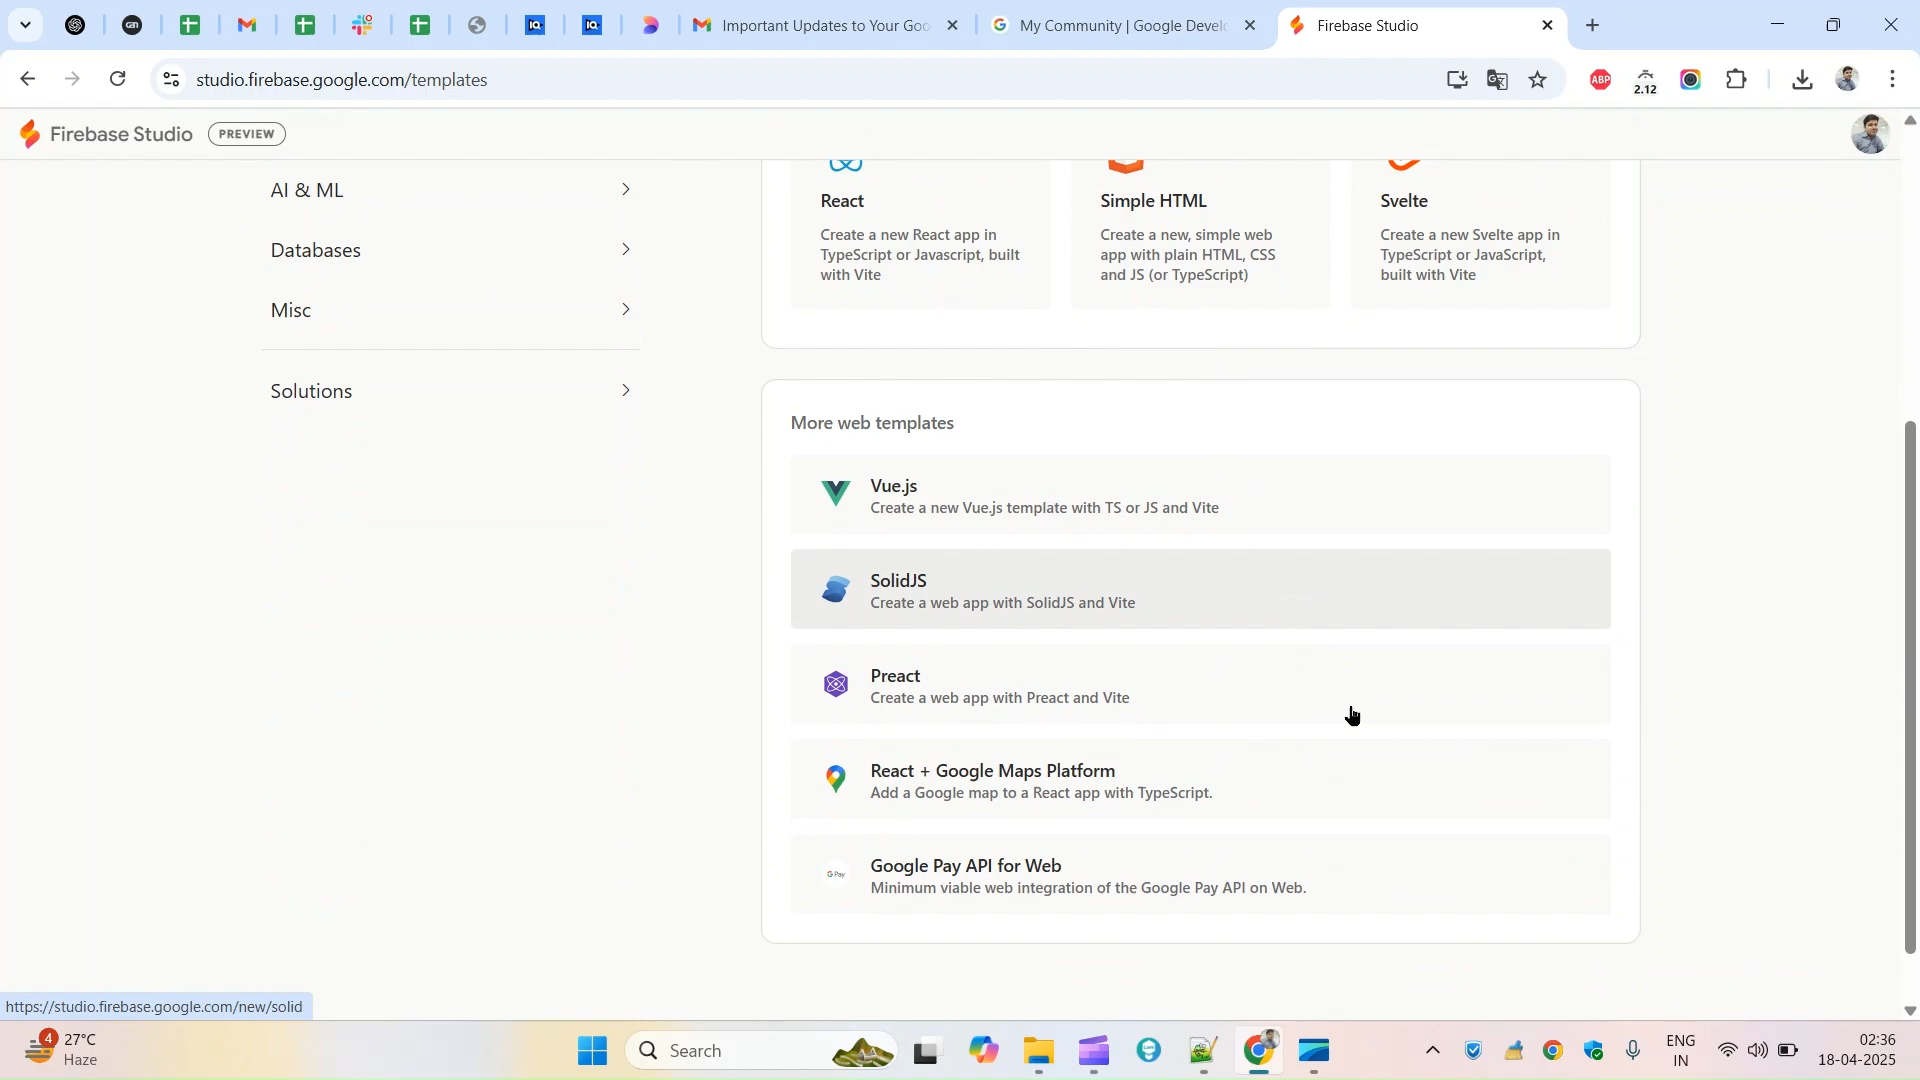 Important Updates to Your Goo
My Community | Google Develo
Firebase Studio
studio.firebase.google.com/templates
ABP
2.12
Firebase Studio
PREVIEW
AI & ML
Databases
Misc
Solutions
React
Create a new React app in
TypeScript or Javascript, built
with Vite
Simple HTML
Create a new, simple web
app with plain HTML, CSS
and JS (or TypeScript)
Svelte
Create a new Svelte app in
TypeScript or JavaScript,
built with Vite
More web templates
Vue.js
Create a new Vue.js template with TS or JS and Vite
SolidJS
Create a web app with SolidJS and Vite
Preact
Create a web app with Preact and Vite
React + Google Maps Platform
Add a Google map to a React app with TypeScript.
G Pay
Google Pay API for Web
Minimum viable web integration of the Google Pay API on Web.
https://studio.firebase.google.com/new/solid
4
27°C
Haze
Search
ENG
IN
02:36
18-04-2025